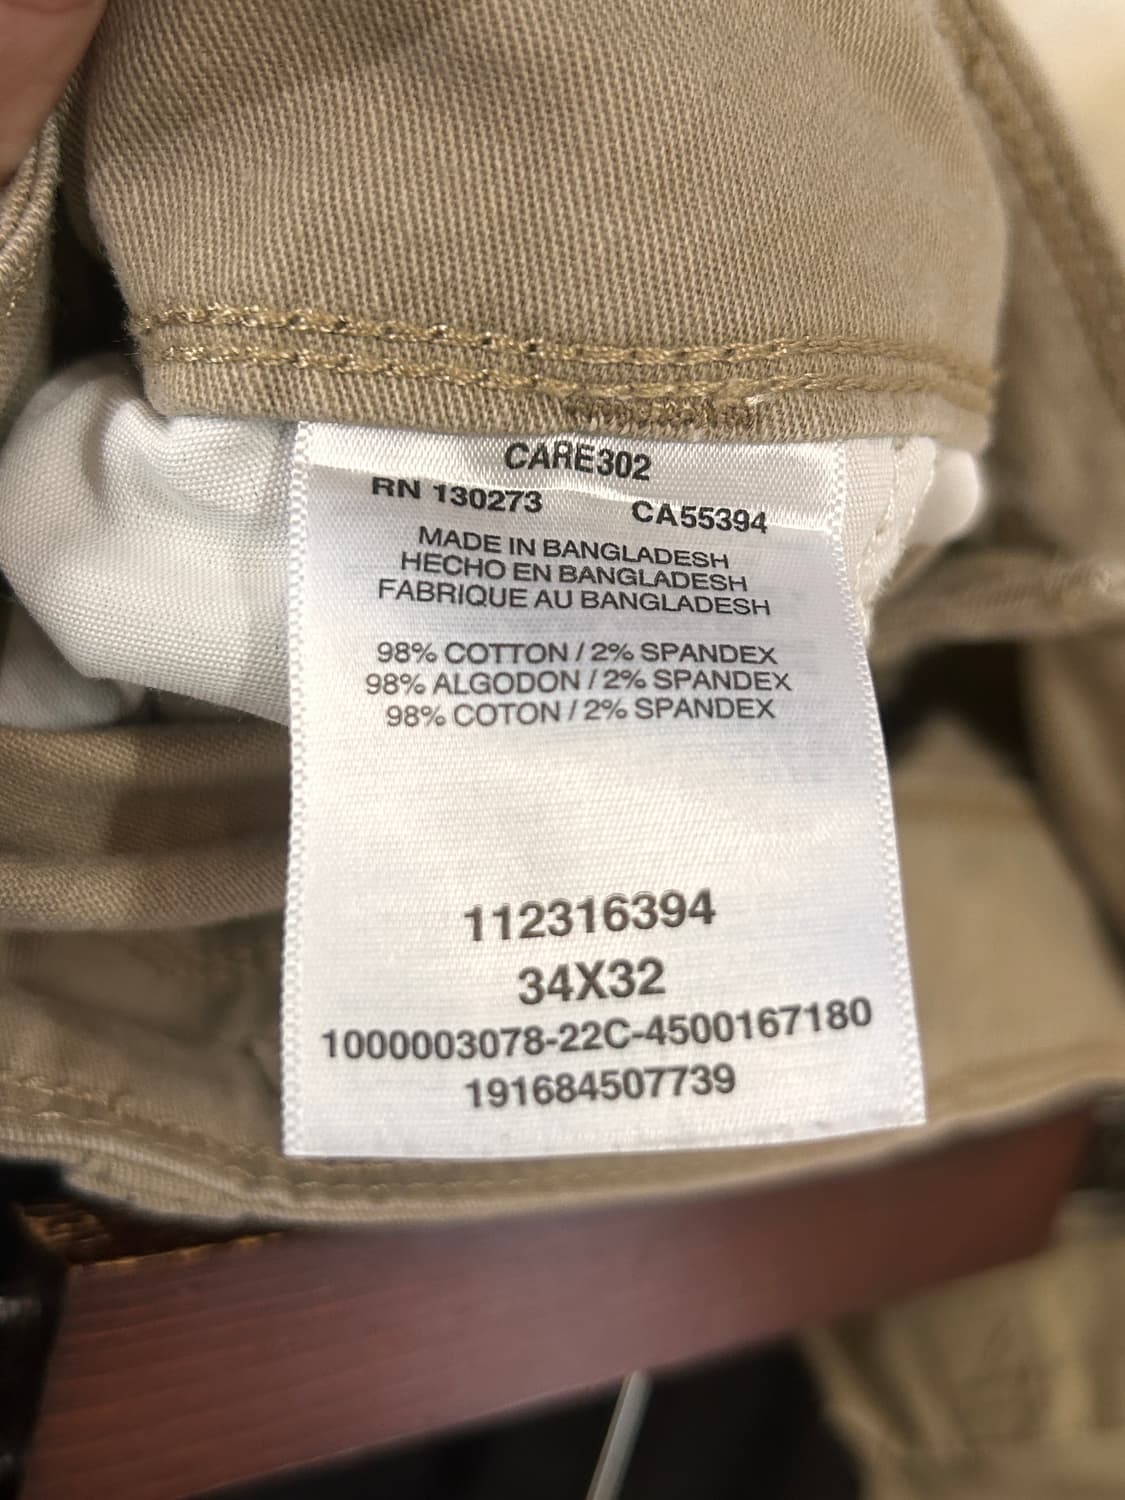 CARE302
RN 130273 CA55394
MADE IN BANGLADESH
HECHO EN BANGLADESH
FABRIQUE AU BANGLADESH
98% COTTON / 2% SPANDEX
98% ALGODON / 2% SPANDEX
98% COTON / 2% SPANDEX
112316394
34X32
1000003078-22C-4500167180
191684507739